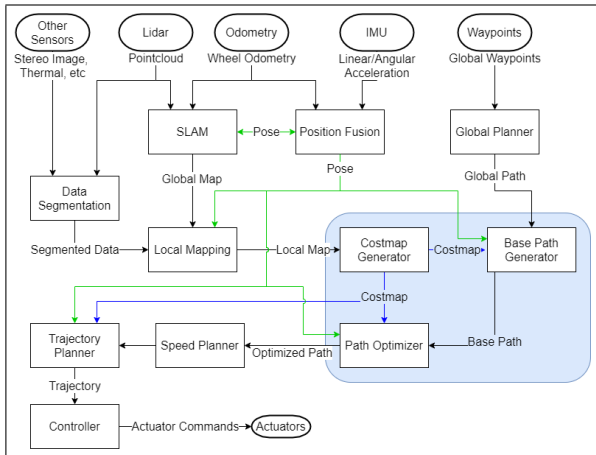 Other
Sensors
Lidar
Odometry
IMU
Waypoints
Stereo Image,
Thermal, etc
Pointcloud
Wheel Odometry
Linear/Angular
Acceleration
Global Waypoints
SLAM
Pose
Position Fusion
Global Planner
Global Map
Pose
Global Path
Data
Segmentation
Segmented Data
Local Mapping
Local Map
Costmap
Generator
Costmap
Base Path
Generator
Costmap
Trajectory
Planner
Speed Planner
Optimized Path
Path Optimizer
Base Path
Trajectory
Controller
Actuator Commands
Actuators